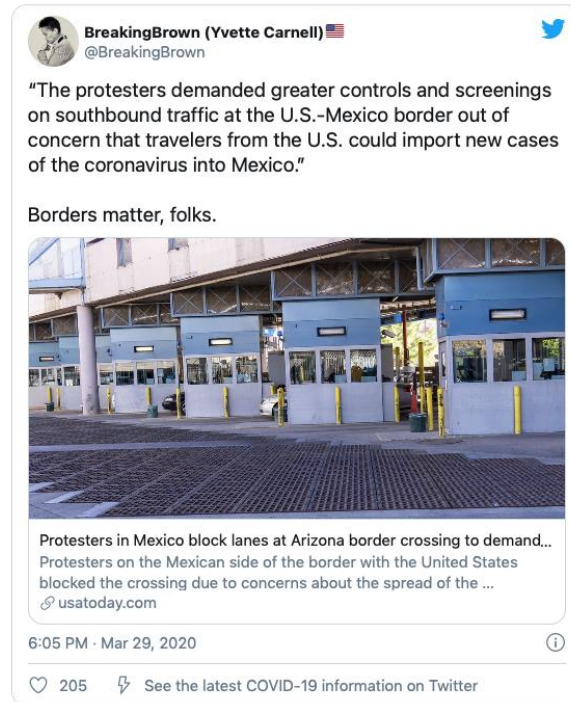 BreakingBrown (Yvette Carnell)🇺🇸
@BreakingBrown
“The protesters demanded greater controls and screenings
on southbound traffic at the U.S.-Mexico border out of
concern that travelers from the U.S. could import new cases
of the coronavirus into Mexico.”
Borders matter, folks.
Protesters in Mexico block lanes at Arizona border crossing to demand...
Protesters on the Mexican side of the border with the United States
blocked the crossing due to concerns about the spread of the ...
usatoday.com
6:05 PM · Mar 29, 2020
205 See the latest COVID-19 information on Twitter